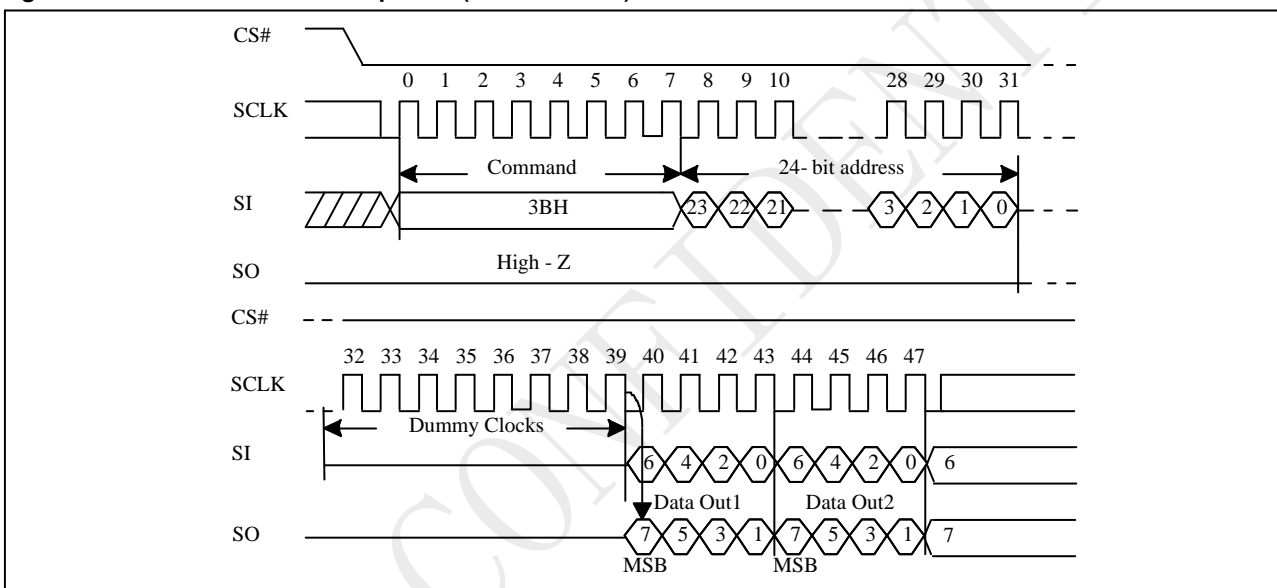 CS#
0 1 2 3 4 5 6 7 8 9 10 28 29 30 31
SCLK
Command 24- bit address
SI 3BH 23 22 21 3 2 1 0
High - Z
SO
CS#
32 33 34 35 36 37 38 39 40 41 42 43 44 45 46 47
SCLK
Dummy Clocks
SI 6 4 2 0 6 4 2 0 6
Data Out1 Data Out2
SO 7 5 3 1 7 5 3 1 7
MSB MSB